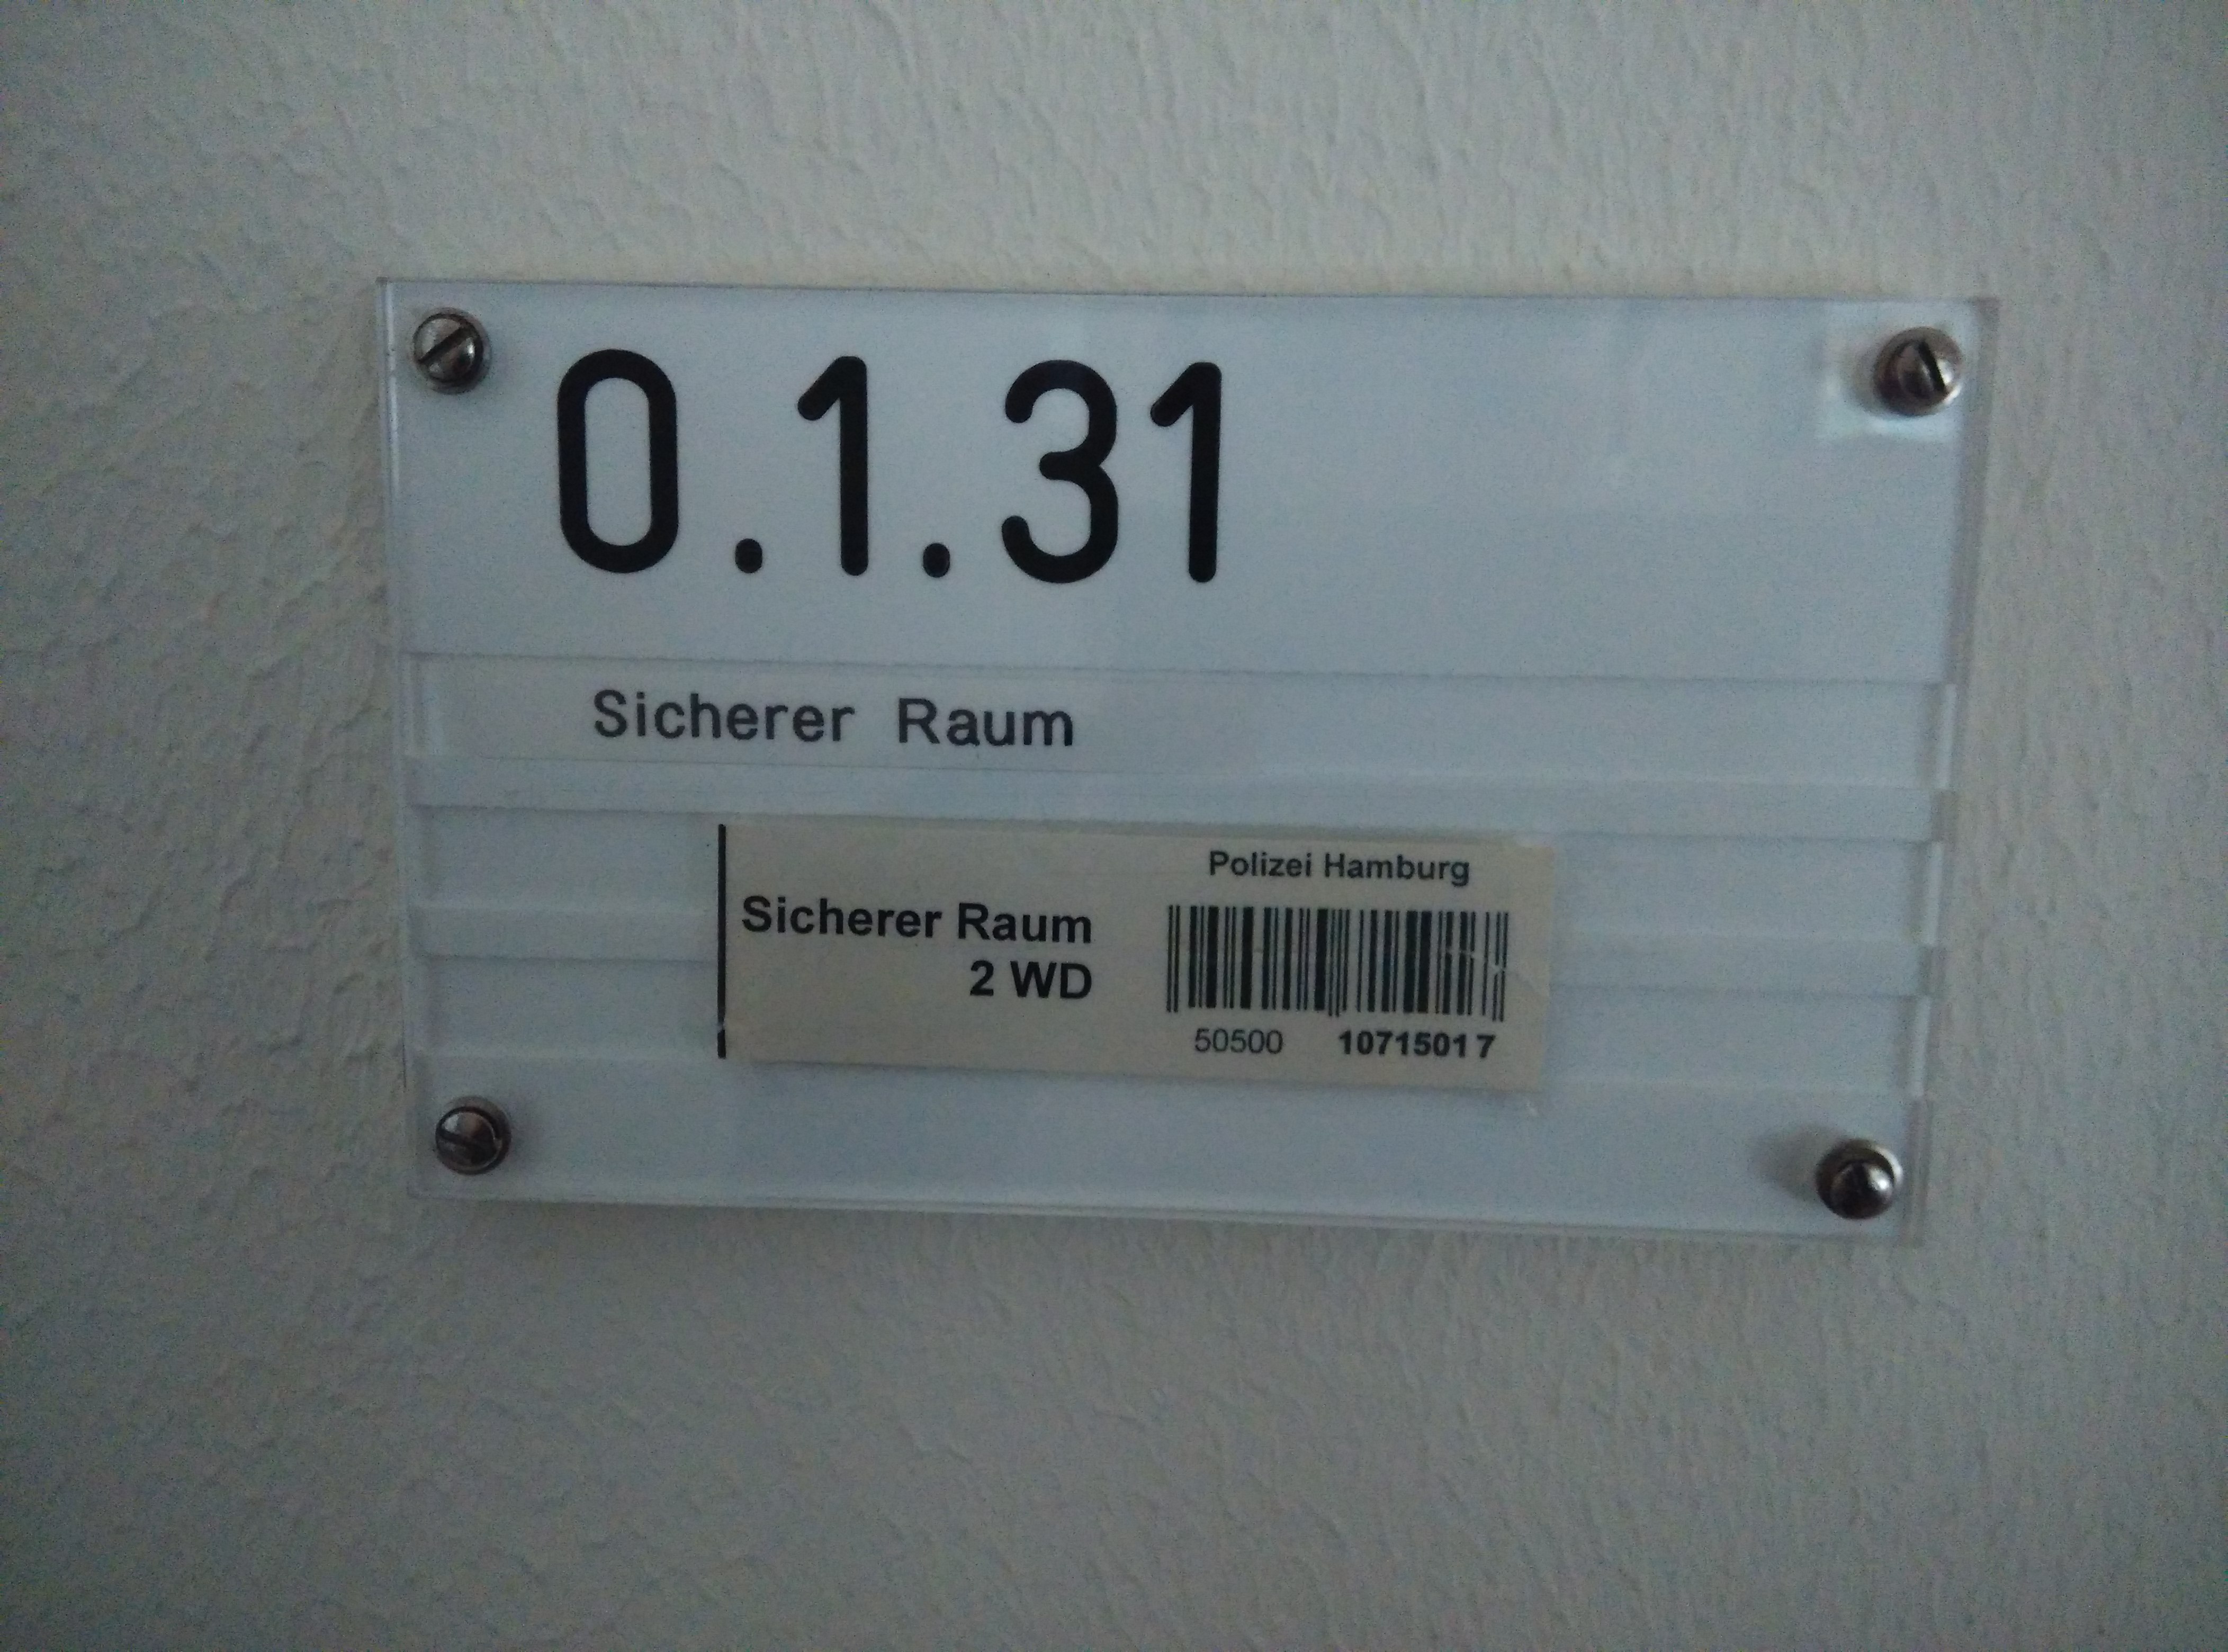 0.1.31
Sicherer Raum
Polizei Hamburg
Sicherer Raum
2 WD
50500 10715017